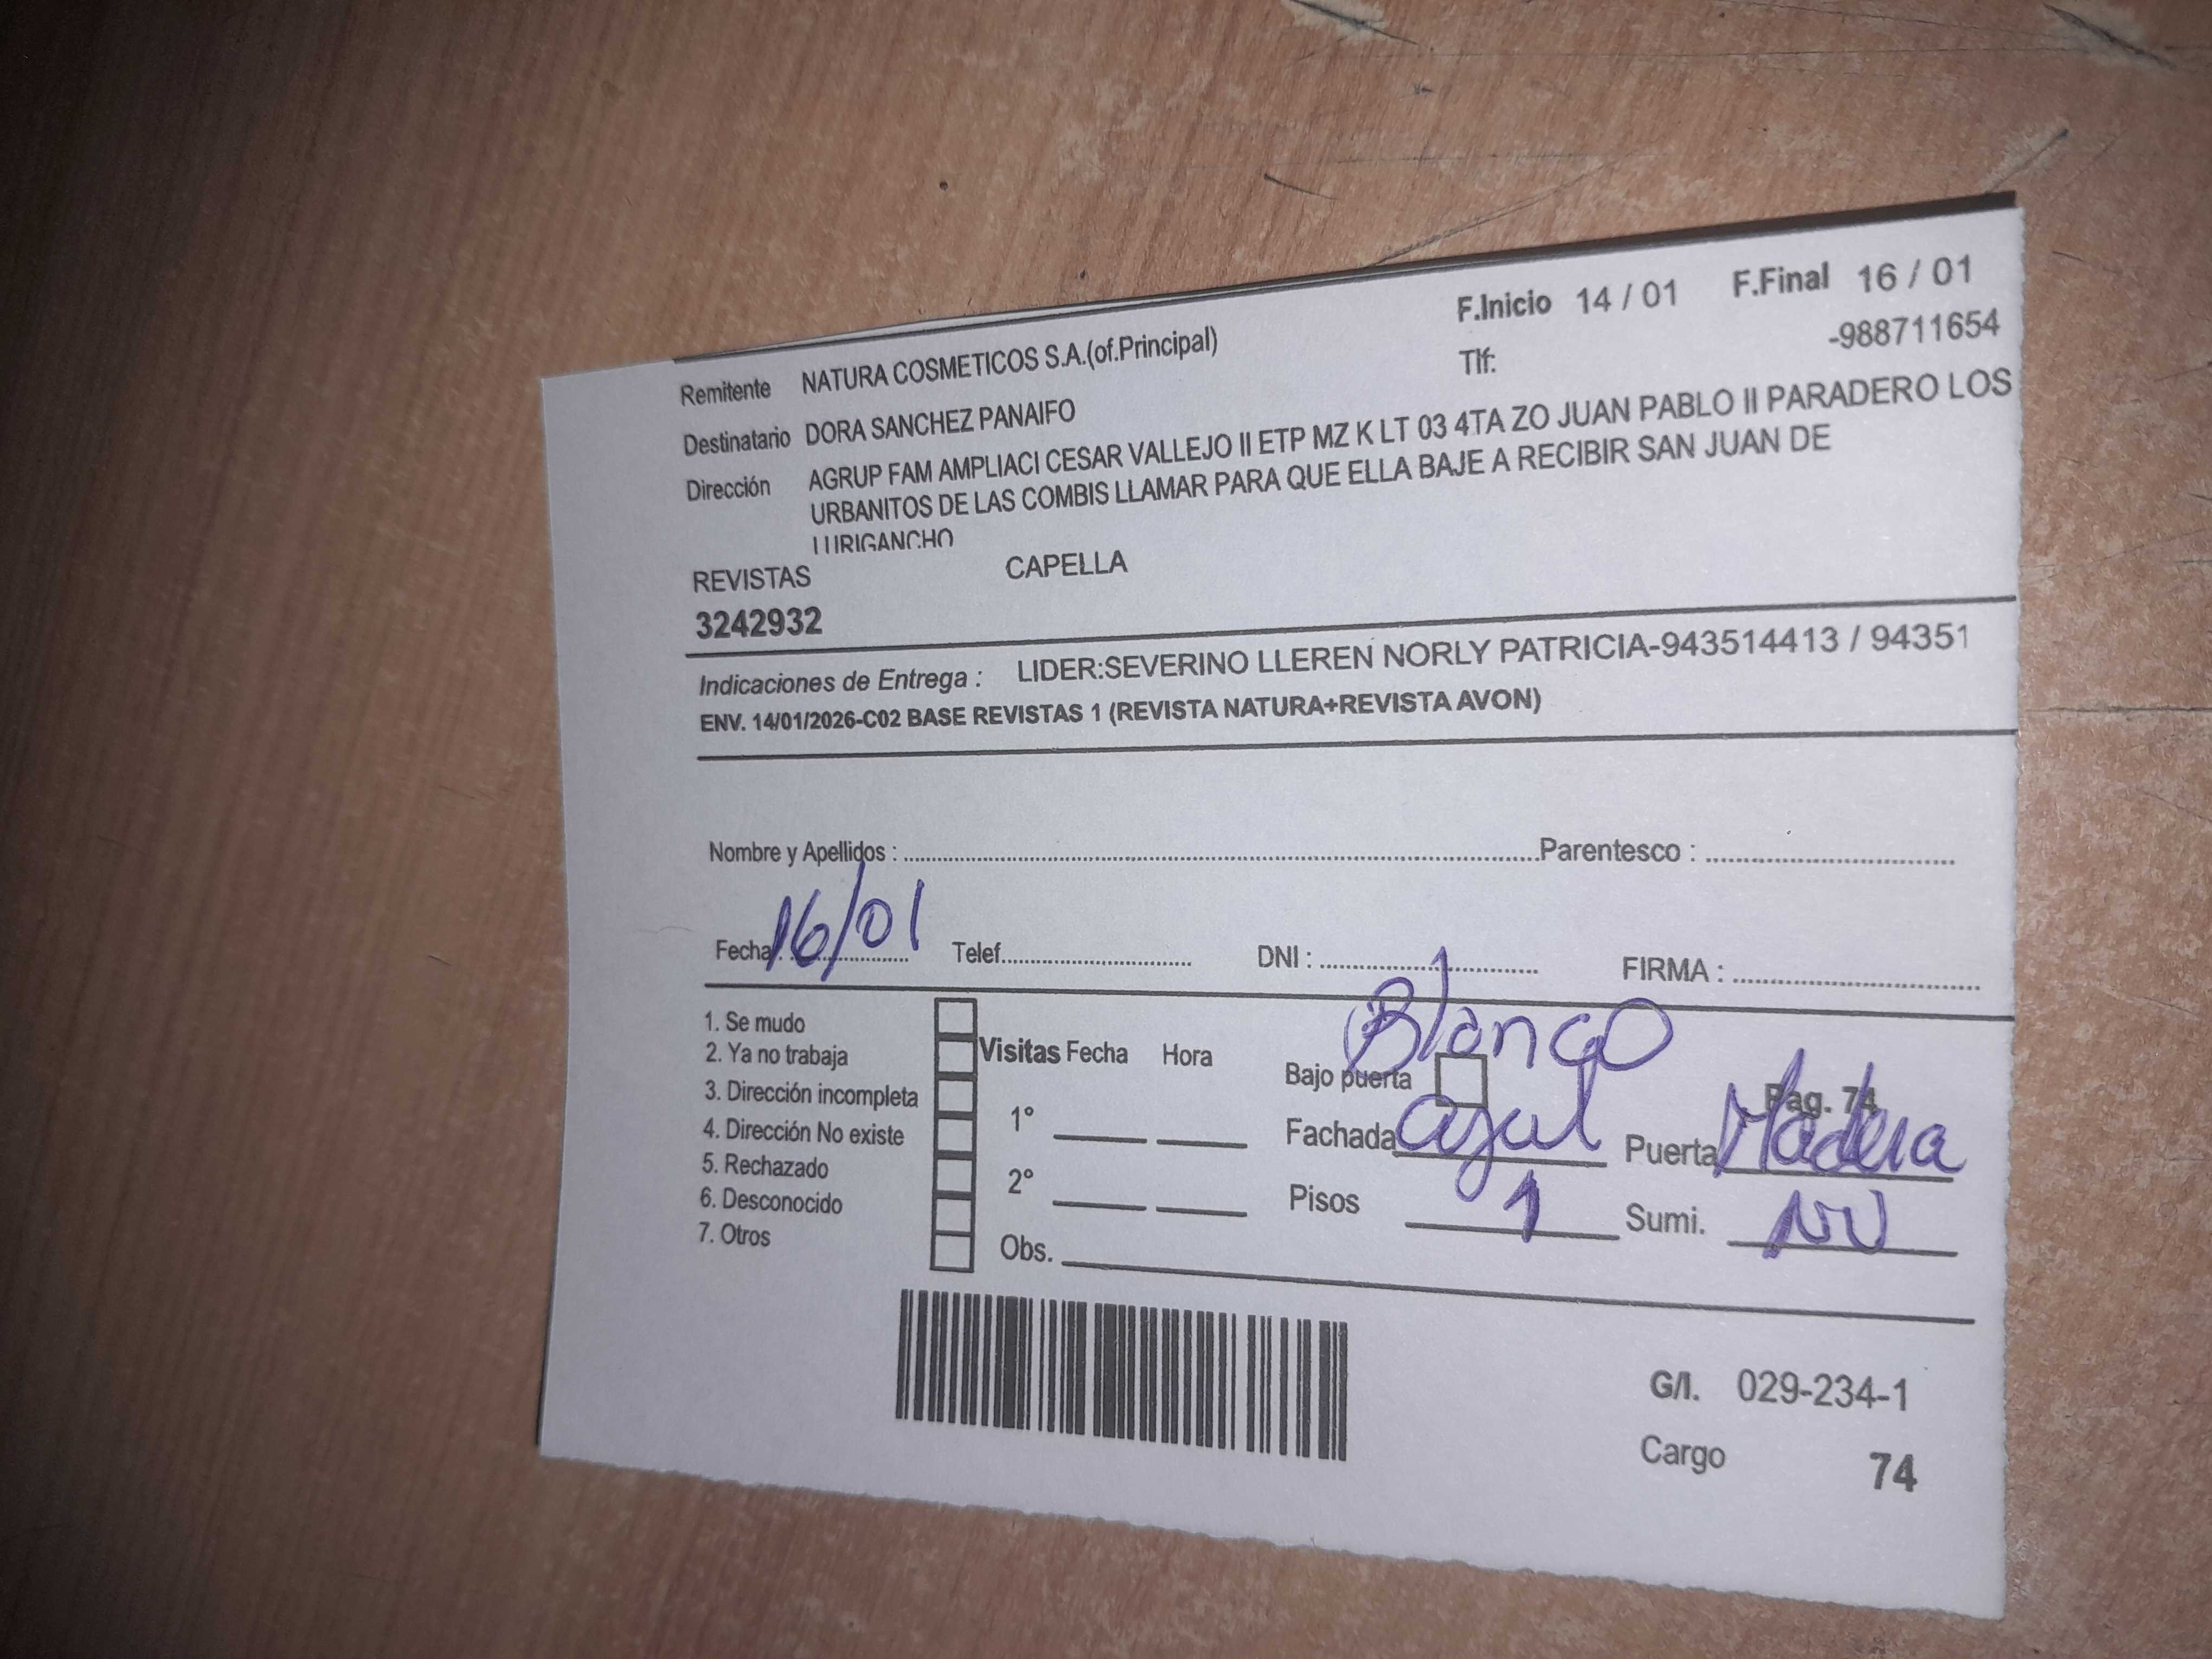 F.Inicio 14 / 01 F.Final 16 / 01
Remitente NATURA COSMETICOS S.A.(of.Principal) Tlf: -988711654
Destinatario DORA SANCHEZ PANAIFO
Dirección AGRUP FAM AMPLIACI CESAR VALLEJO II ETP MZ K LT 03 4TA ZO JUAN PABLO II PARADERO LOS
URBANITOS DE LAS COMBIS LLAMAR PARA QUE ELLA BAJE A RECIBIR SAN JUAN DE
LURIGANCHO
REVISTAS CAPELLA
3242932
Indicaciones de Entrega : LIDER:SEVERINO LLEREN NORLY PATRICIA-943514413 / 94351
ENV. 14/01/2026-C02 BASE REVISTAS 1 (REVISTA NATURA+REVISTA AVON)
Nombre y Apellidos : Parentesco :
Fecha: 16/01 Telef. DNI : FIRMA :
1. Se mudo
2. Ya no trabaja
3. Dirección incompleta
4. Dirección No existe
5. Rechazado
6. Desconocido
7. Otros
Visitas Fecha Hora
1°
2°
Obs.
Blanco
Bajo puerta Pag. 74
Fachada azul Puerta Madera
Pisos 1 Sumi. NV
G/I. 029-234-1
Cargo 74